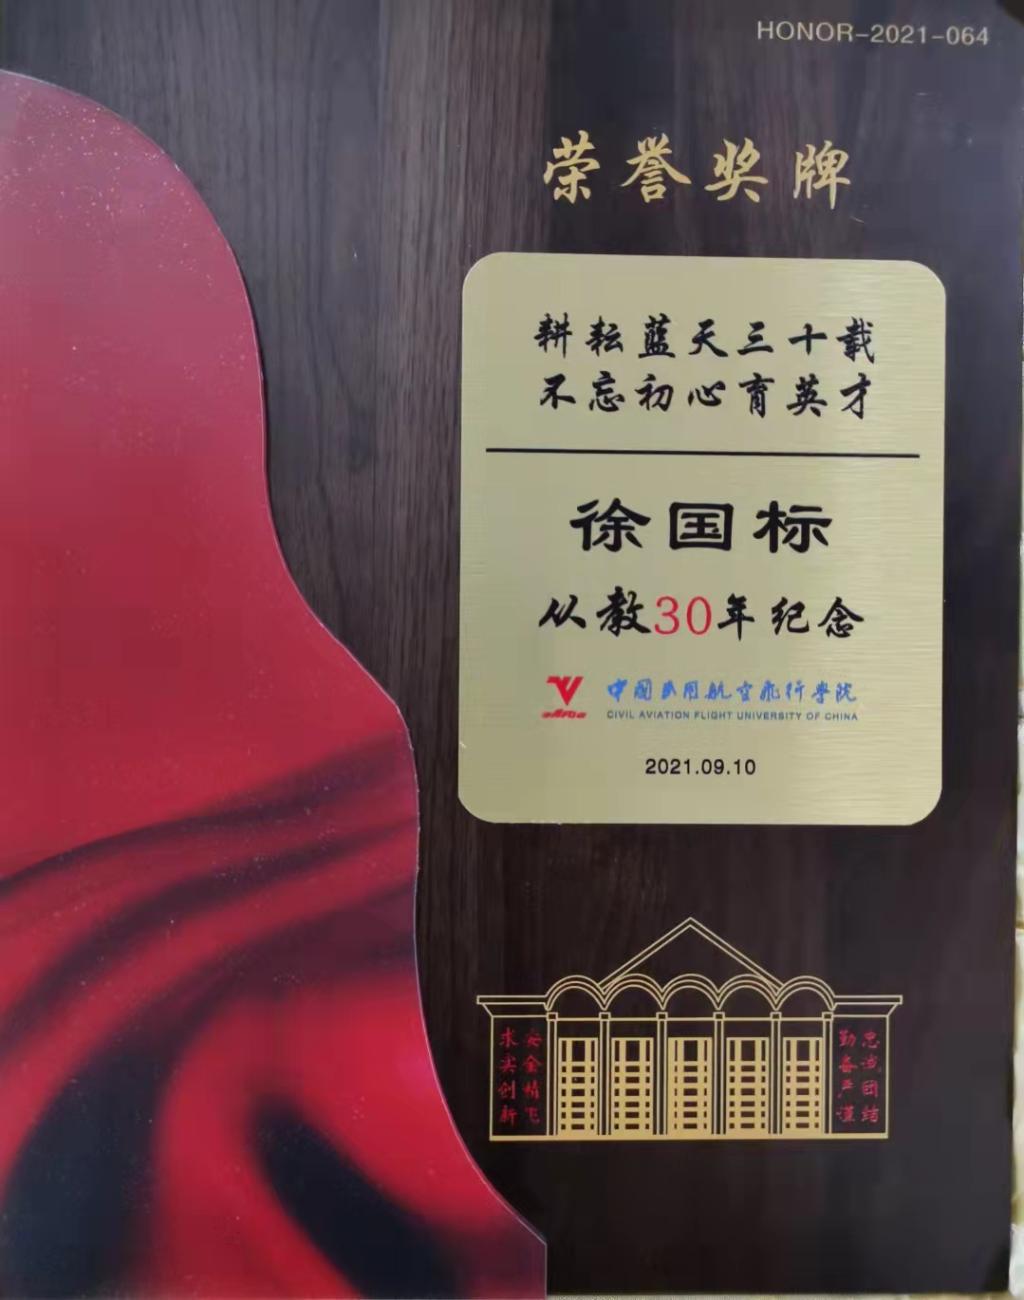 HONOR-2021-064
荣誉奖牌
耕耘蓝天三十载
不忘初心育英才
徐国标
从教30年纪念
中国民用航空飞行学院
CIVIL AVIATION FLIGHT UNIVERSITY OF CHINA
2021.09.10
忠诚团结
勤奋严谨
安全精飞
求实创新